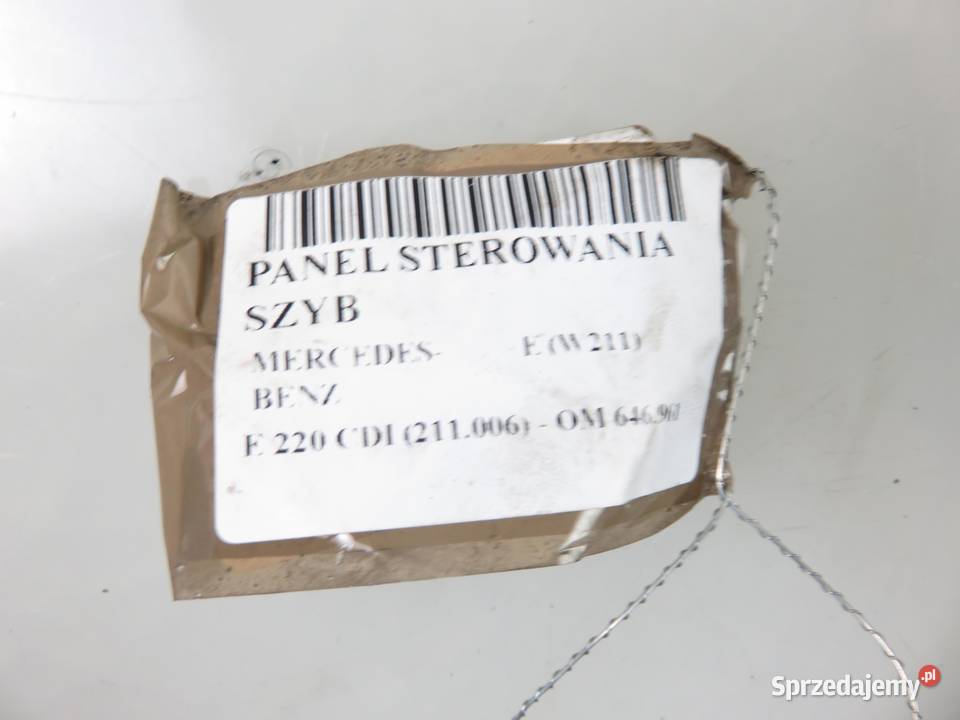 PANEL STEROWANIA
SZYB
MERCEDES- E (W211)
BENZ
E 220 CDI (211.006) - OM 646.961
Sprzedajemy.pl